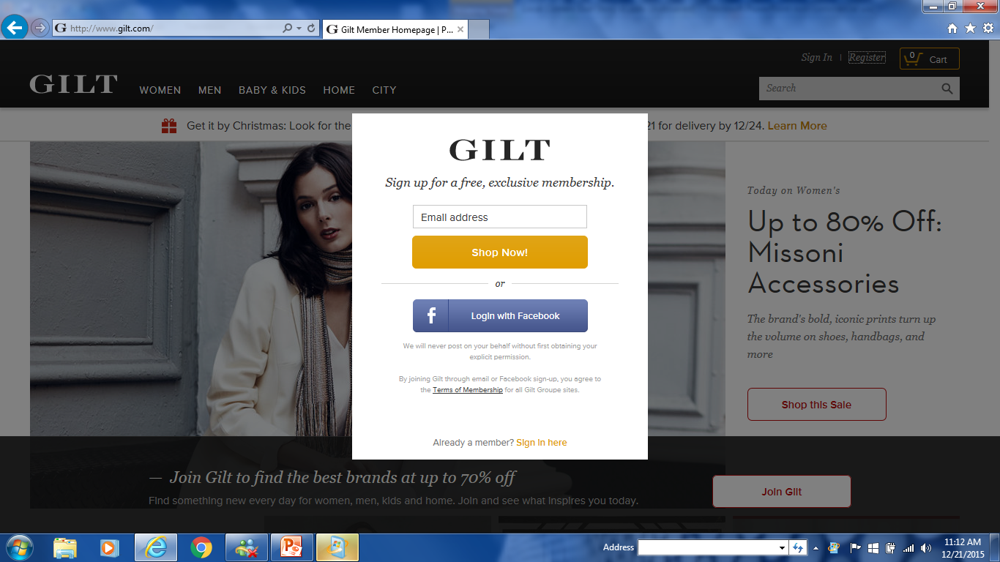 http://www.gilt.com/
G Gilt Member Homepage | P...
Sign In | Register
0 Cart
GILT
WOMEN MEN BABY & KIDS HOME CITY
Search
Get it by Christmas: Look for the
21 for delivery by 12/24. Learn More
GILT
Sign up for a free, exclusive membership.
Email address
Shop Now!
or
f Login with Facebook
We will never post on your behalf without first obtaining your
explicit permission.
By joining Gilt through email or Facebook sign-up, you agree to
the Terms of Membership for all Gilt Groupe sites.
Already a member? Sign in here
Today on Women's
Up to 80% Off:
Missoni
Accessories
The brand's bold, iconic prints turn up
the volume on shoes, handbags, and
more
Shop this Sale
— Join Gilt to find the best brands at up to 70% off
Find something new every day for women, men, kids and home. Join and see what inspires you today.
Join Gilt
Address
11:12 AM
12/21/2015